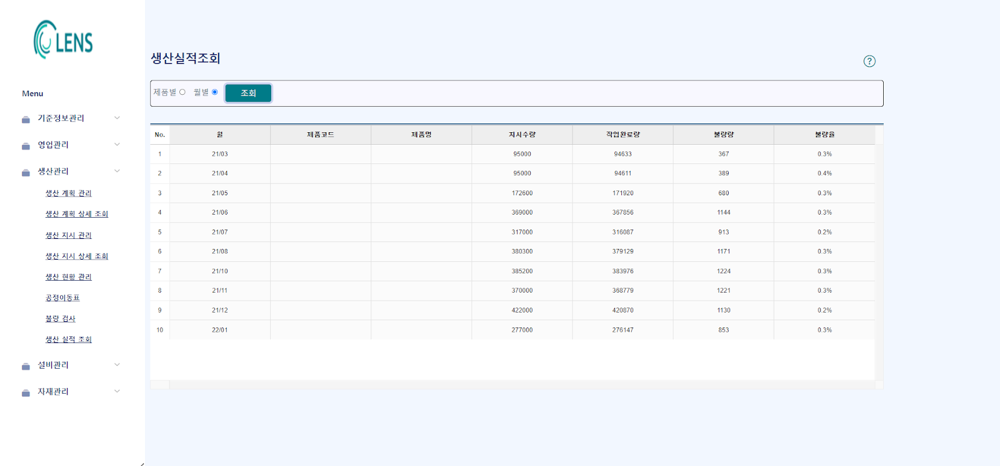 LENS
Menu
기준정보관리
영업관리
생산관리
생산 계획 관리
생산 계획 상세 조회
생산 지시 관리
생산 지시 상세 조회
생산 현황 관리
공정이동표
불량 검사
생산 실적 조회
설비관리
자재관리
생산실적조회
?
제품별 월별 조회
No. 월 제품코드 제품명 지시수량 작업완료량 불량량 불량율
1 21/03 95000 94633 367 0.3%
2 21/04 95000 94611 389 0.4%
3 21/05 172600 171920 680 0.3%
4 21/06 369000 367856 1144 0.3%
5 21/07 317000 316087 913 0.2%
6 21/08 380300 379129 1171 0.3%
7 21/10 385200 383976 1224 0.3%
8 21/11 370000 368779 1221 0.3%
9 21/12 422000 420870 1130 0.2%
10 22/01 277000 276147 853 0.3%